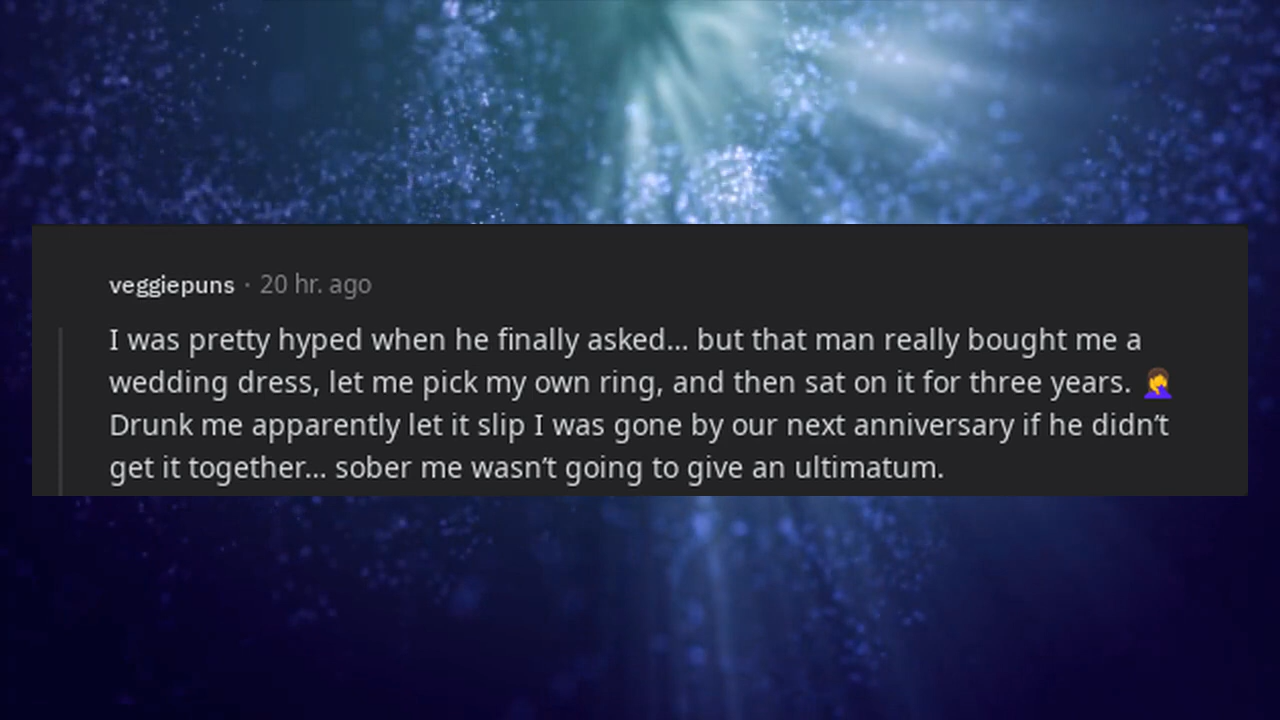 veggiepuns · 20 hr. ago
I was pretty hyped when he finally asked... but that man really bought me a
wedding dress, let me pick my own ring, and then sat on it for three years. 🤦‍♀️
Drunk me apparently let it slip I was gone by our next anniversary if he didn’t
get it together... sober me wasn’t going to give an ultimatum.